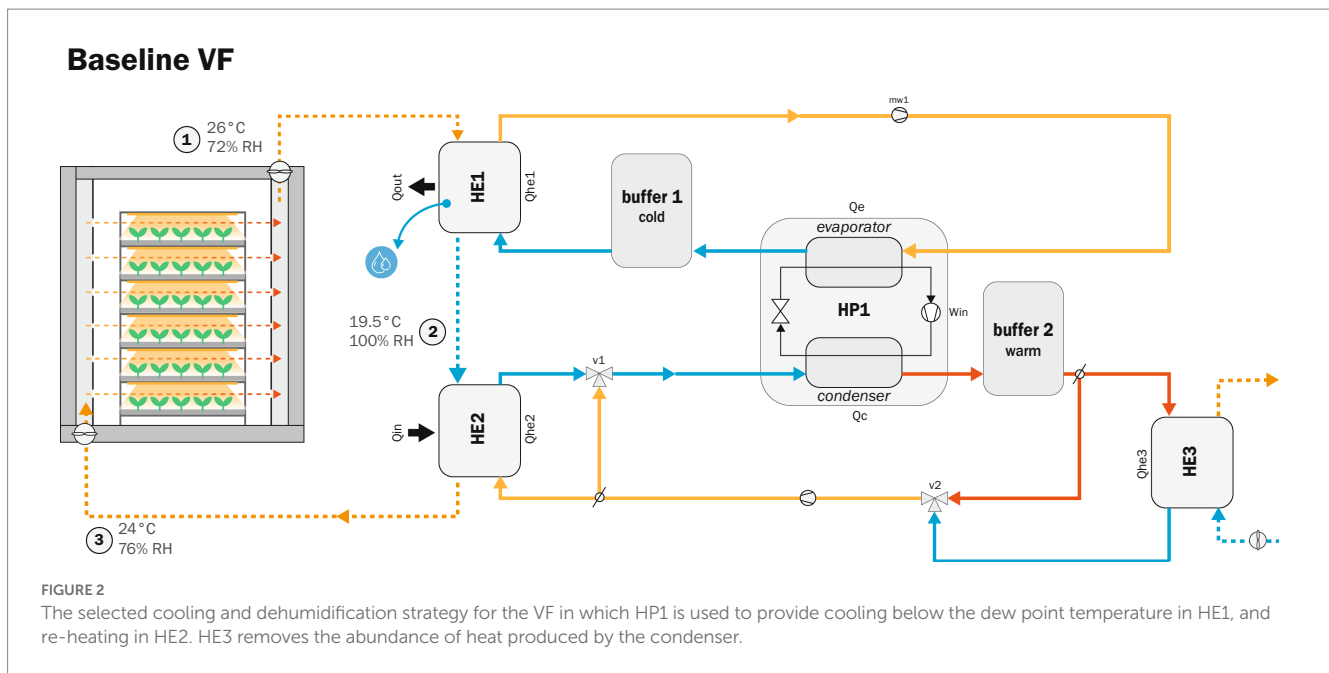 Baseline VF
1
26°C
72% RH
mw1
Qout
HE1
Qhe1
buffer 1
cold
Qe
evaporator
HP1
Win
condenser
Qc
buffer 2
warm
19.5°C
100% RH
2
v1
Qin
HE2
Qhe2
v2
Qhe3
HE3
3
24°C
76% RH
FIGURE 2
The selected cooling and dehumidification strategy for the VF in which HP1 is used to provide cooling below the dew point temperature in HE1, and
re-heating in HE2. HE3 removes the abundance of heat produced by the condenser.